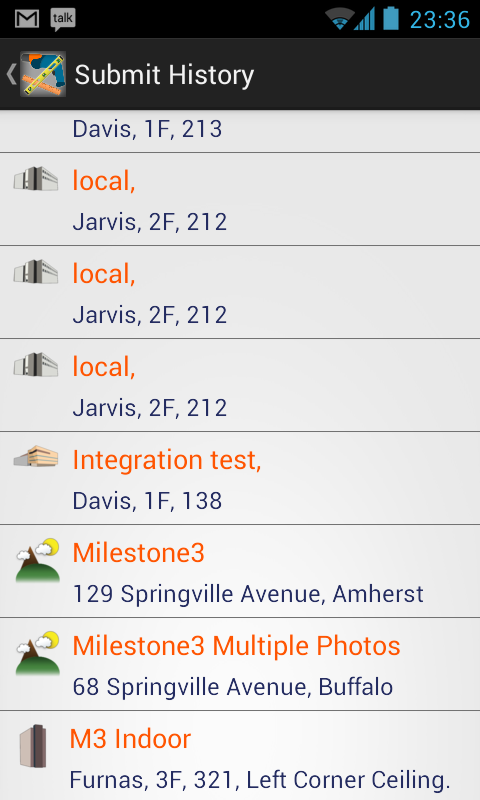 talk
23:36
Submit History
Davis, 1F, 213
local,
Jarvis, 2F, 212
local,
Jarvis, 2F, 212
local,
Jarvis, 2F, 212
Integration test,
Davis, 1F, 138
Milestone3
129 Springville Avenue, Amherst
Milestone3 Multiple Photos
68 Springville Avenue, Buffalo
M3 Indoor
Furnas, 3F, 321, Left Corner Ceiling.